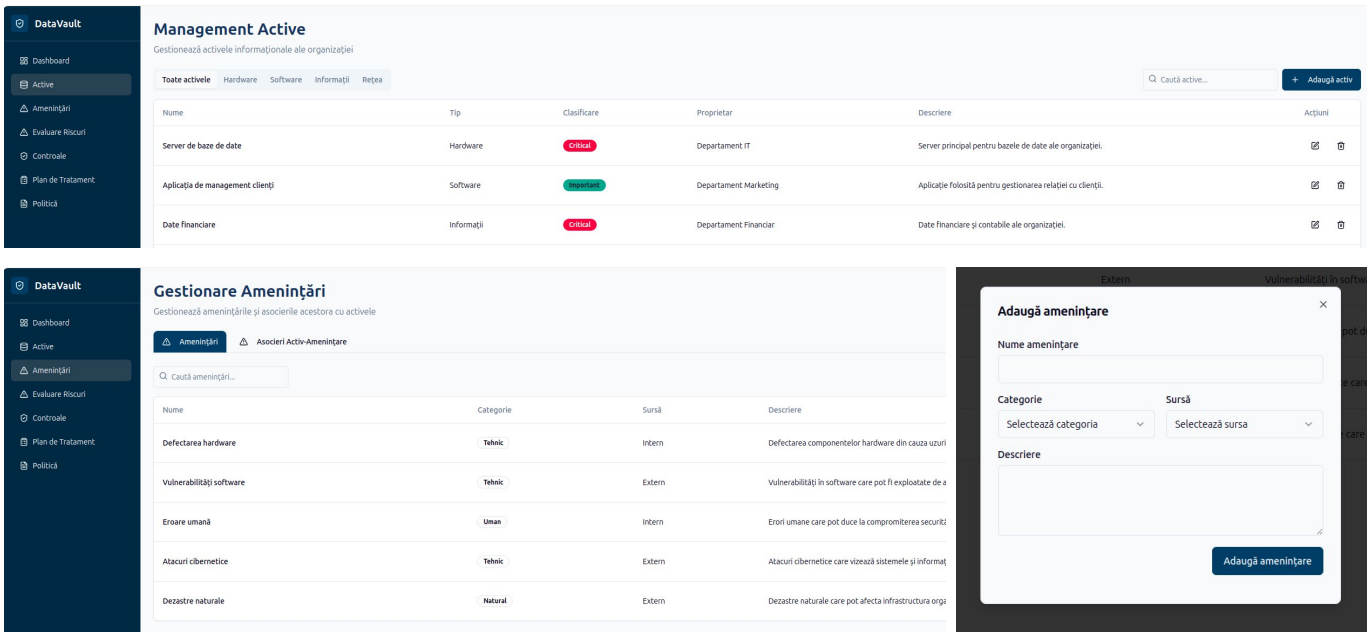 DataVault
Dashboard
Active
Amenințări
Evaluare Riscuri
Controale
Plan de Tratament
Politică
Management Active
Gestionează activele informaționale ale organizației
Toate activele Hardware Software Informații Rețea
Caută active...
+ Adaugă activ
Nume Tip Clasificare Proprietar Descriere Acțiuni
Server de baze de date Hardware Critical Departament IT Server principal pentru bazele de date ale organizației.
Aplicația de management clienți Software Important Departament Marketing Aplicație folosită pentru gestionarea relației cu clienții.
Date financiare Informații Critical Departament Financiar Date financiare și contabile ale organizației.
DataVault
Dashboard
Active
Amenințări
Evaluare Riscuri
Controale
Plan de Tratament
Politică
Gestionare Amenințări
Gestionează amenințările și asocierile acestora cu activele
Amenințări Asocieri Activ-Amenințare
Caută amenințări...
Nume Categorie Sursă Descriere
Defectarea hardware Tehnic Intern Defectarea componentelor hardware din cauza uzuri
Vulnerabilități software Tehnic Extern Vulnerabilități în software care pot fi exploatate de a
Eroare umană Uman Intern Erori umane care pot duce la compromiterea securită
Atacuri cibernetice Tehnic Extern Atacuri cibernetice care vizează sistemele și informaț
Dezastre naturale Natural Extern Dezastre naturale care pot afecta infrastructura orga
Extern Vulnerabilități în softwa
pot d
e care
care
Adaugă amenințare
Nume amenințare
Categorie Sursă
Selectează categoria Selectează sursa
Descriere
Adaugă amenințare